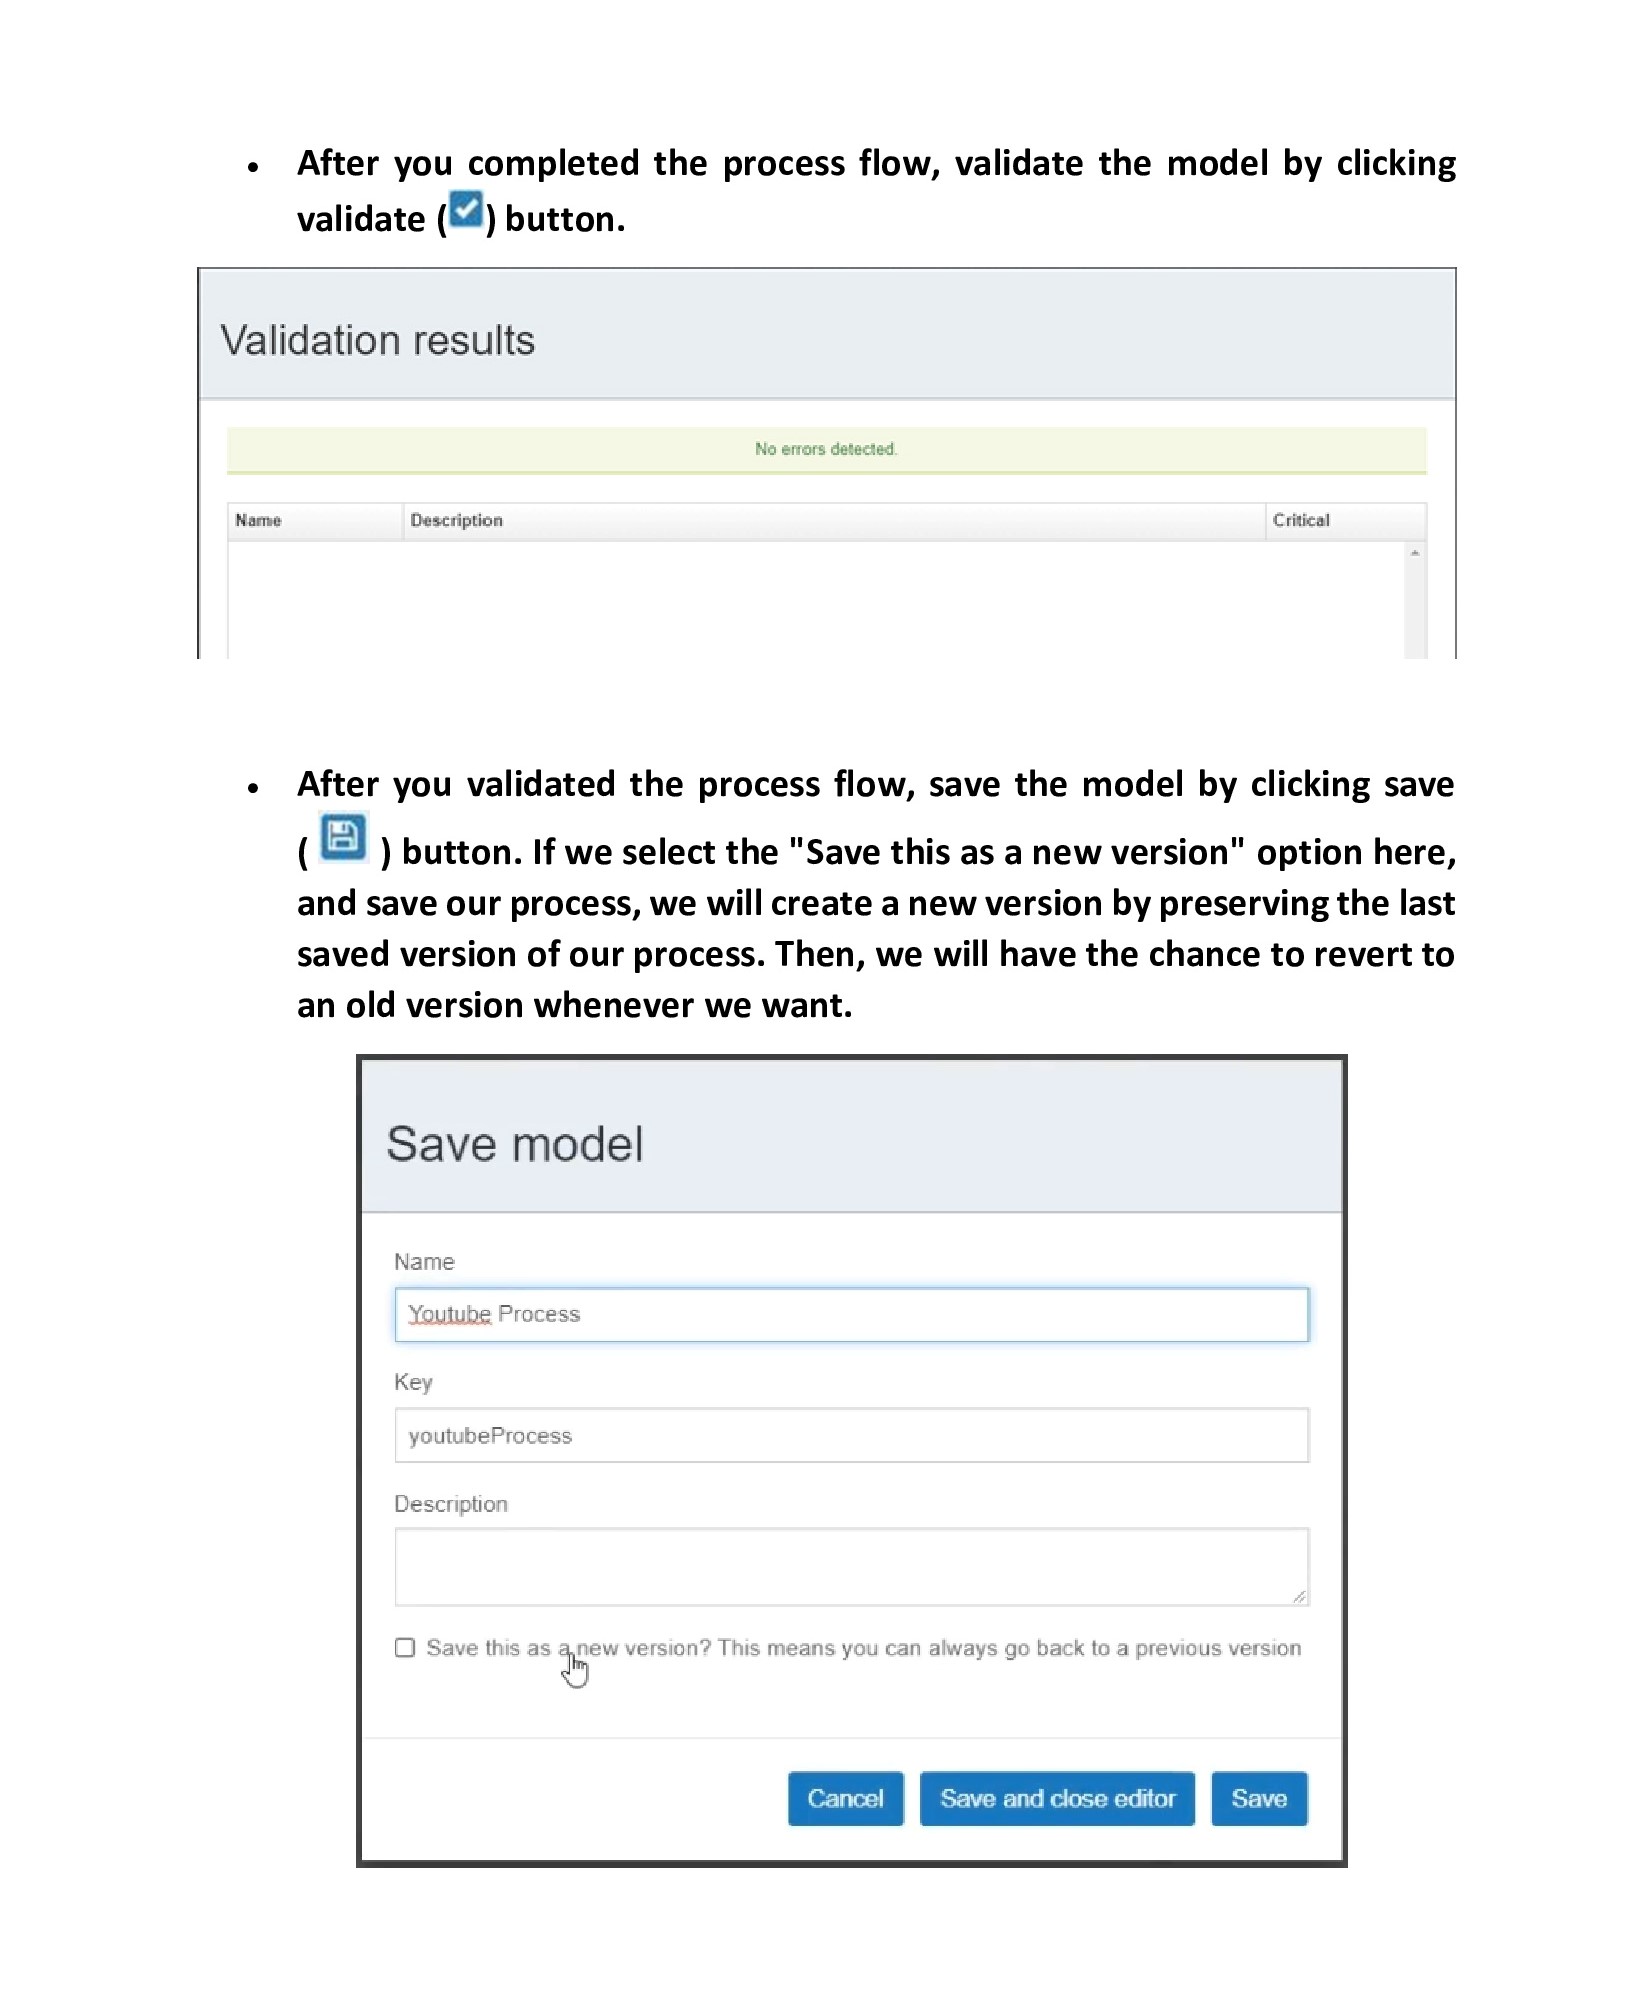 • After you completed the process flow, validate the model by clicking
validate ( ) button.
Validation results
No errors detected.
Name Description Critical
• After you validated the process flow, save the model by clicking save
( ) button. If we select the "Save this as a new version" option here,
and save our process, we will create a new version by preserving the last
saved version of our process. Then, we will have the chance to revert to
an old version whenever we want.
Save model
Name
Youtube Process
Key
youtubeProcess
Description
Save this as a new version? This means you can always go back to a previous version
Cancel Save and close editor Save